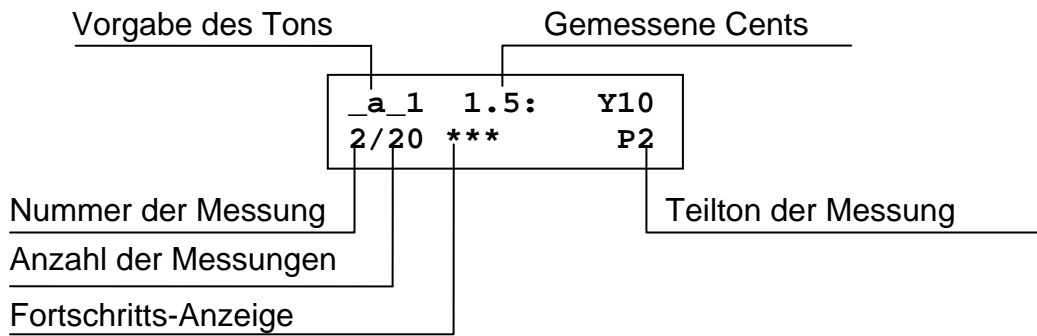 Vorgabe des Tons Gemessene Cents
_a_1 1.5: Y10
2/20 *** P2
Nummer der Messung Teilton der Messung
Anzahl der Messungen
Fortschritts-Anzeige